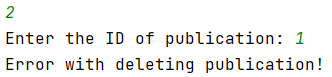 2
Enter the ID of publication: 1
Error with deleting publication!